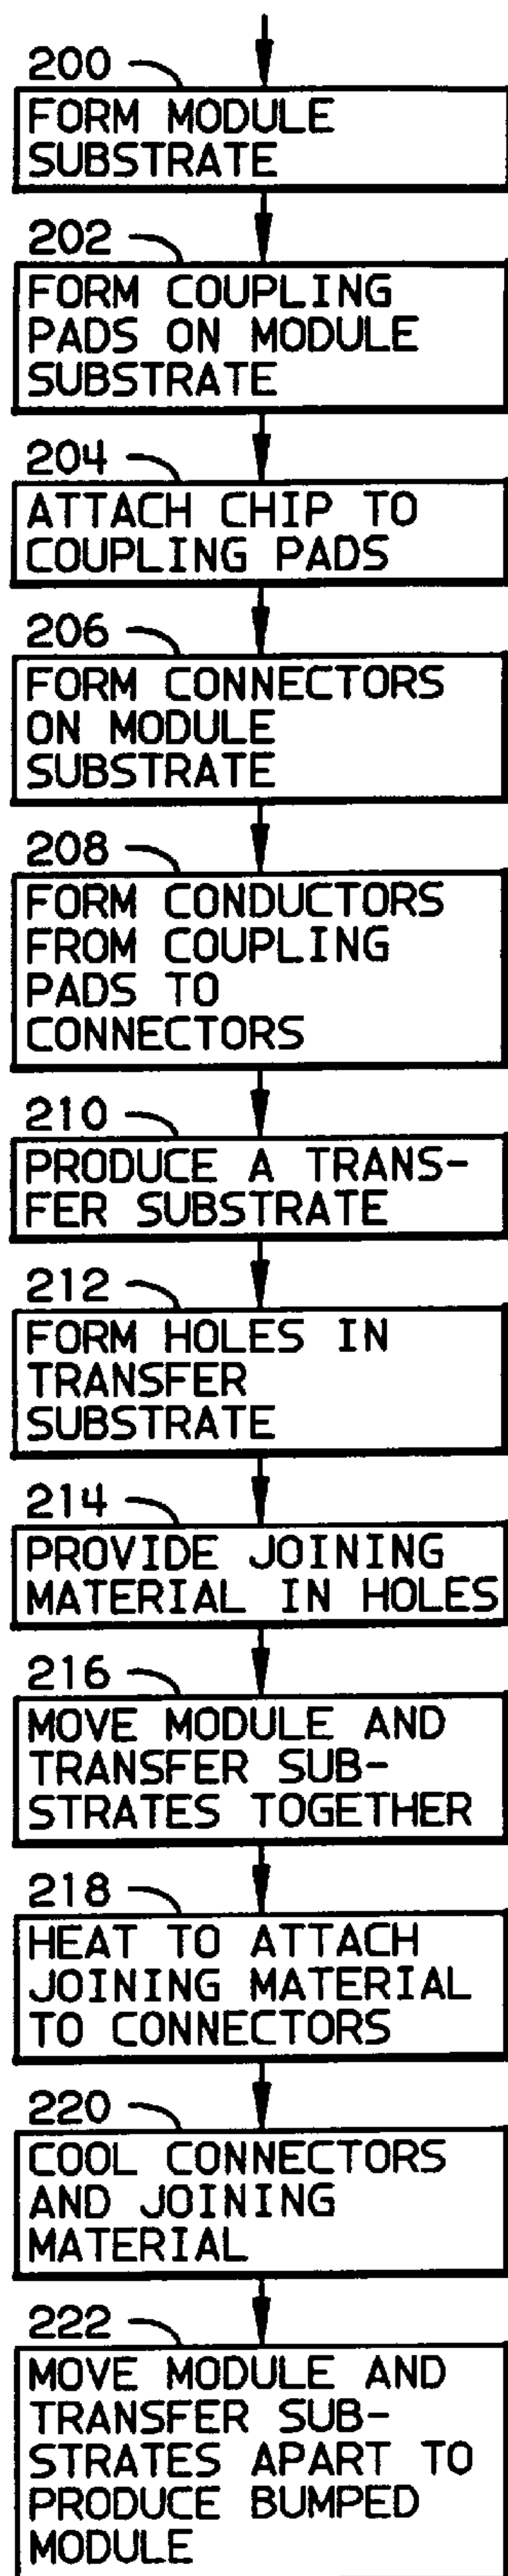 200
FORM MODULE
SUBSTRATE
202
FORM COUPLING
PADS ON MODULE
SUBSTRATE
204
ATTACH CHIP TO
COUPLING PADS
206
FORM CONNECTORS
ON MODULE
SUBSTRATE
208
FORM CONDUCTORS
FROM COUPLING
PADS TO
CONNECTORS
210
PRODUCE A TRANS-
FER SUBSTRATE
212
FORM HOLES IN
TRANSFER
SUBSTRATE
214
PROVIDE JOINING
MATERIAL IN HOLES
216
MOVE MODULE AND
TRANSFER SUB-
STRATES TOGETHER
218
HEAT TO ATTACH
JOINING MATERIAL
TO CONNECTORS
220
COOL CONNECTORS
AND JOINING
MATERIAL
222
MOVE MODULE AND
TRANSFER SUB-
STRATES APART TO
PRODUCE BUMPED
MODULE